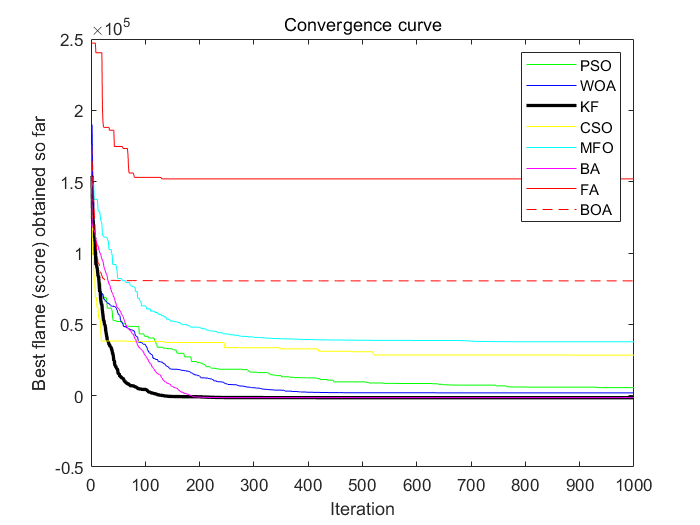 Convergence curve
×10^5
2.5
2
1.5
1
0.5
0
-0.5
Best flame (score) obtained so far
0 100 200 300 400 500 600 700 800 900 1000
Iteration
PSO
WOA
KF
CSO
MFO
BA
FA
BOA